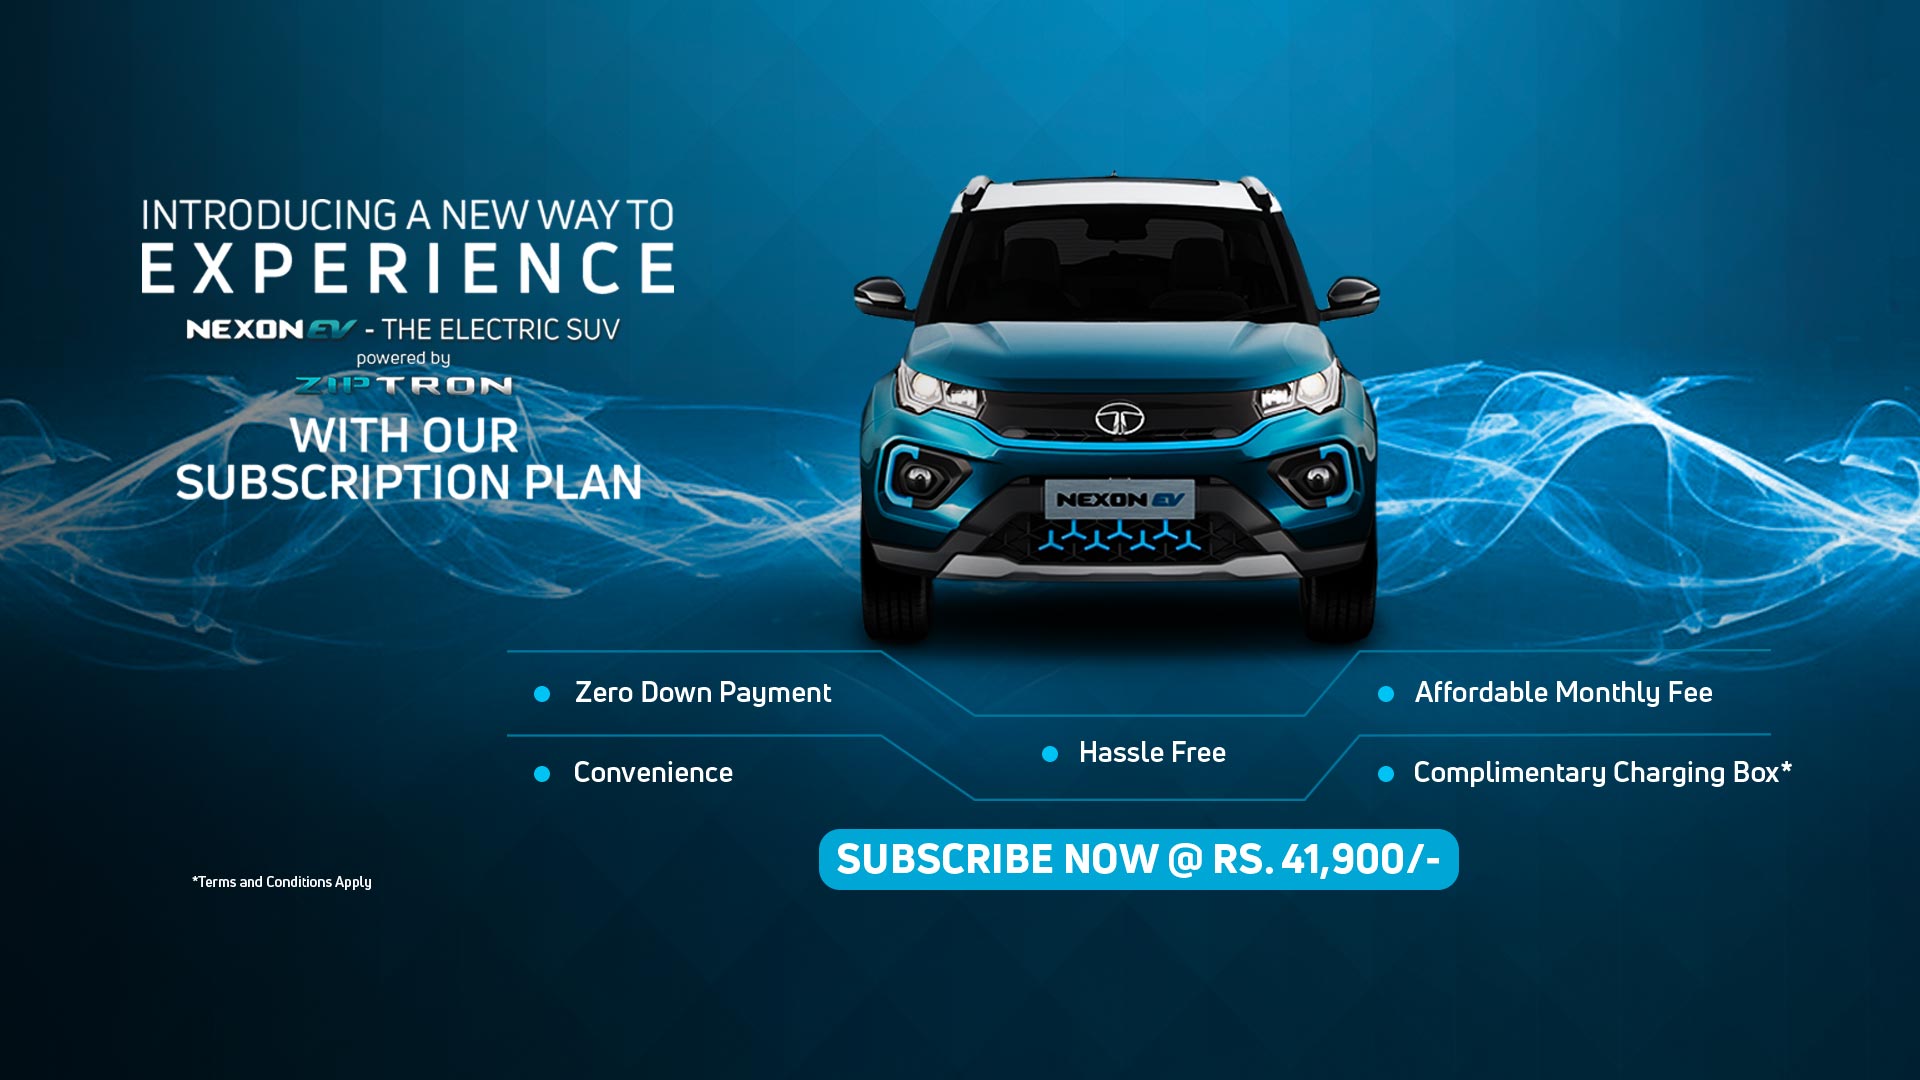 INTRODUCING A NEW WAY TO
EXPERIENCE
NEXON EV - THE ELECTRIC SUV
powered by
ZIPTRON
WITH OUR
SUBSCRIPTION PLAN
NEXON EV
Zero Down Payment
Affordable Monthly Fee
Hassle Free
Convenience
Complimentary Charging Box*
SUBSCRIBE NOW @ RS. 41,900/-
*Terms and Conditions Apply